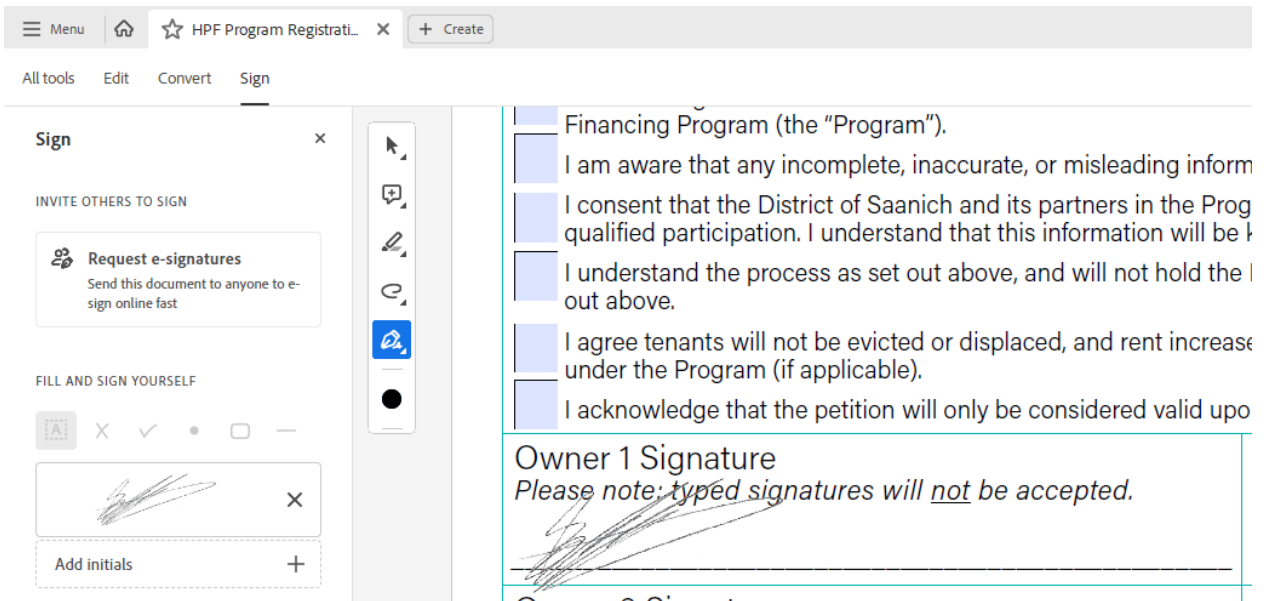 Menu
HPF Program Registrati...
Create
All tools Edit Convert Sign
Sign
INVITE OTHERS TO SIGN
Request e-signatures
Send this document to anyone to e-
sign online fast
FILL AND SIGN YOURSELF
A
Add initials
Financing Program (the “Program”).
I am aware that any incomplete, inaccurate, or misleading inform
I consent that the District of Saanich and its partners in the Prog
qualified participation. I understand that this information will be
I understand the process as set out above, and will not hold the
out above.
I agree tenants will not be evicted or displaced, and rent increase
under the Program (if applicable).
I acknowledge that the petition will only be considered valid upo
Owner 1 Signature
Please note: typed signatures will not be accepted.